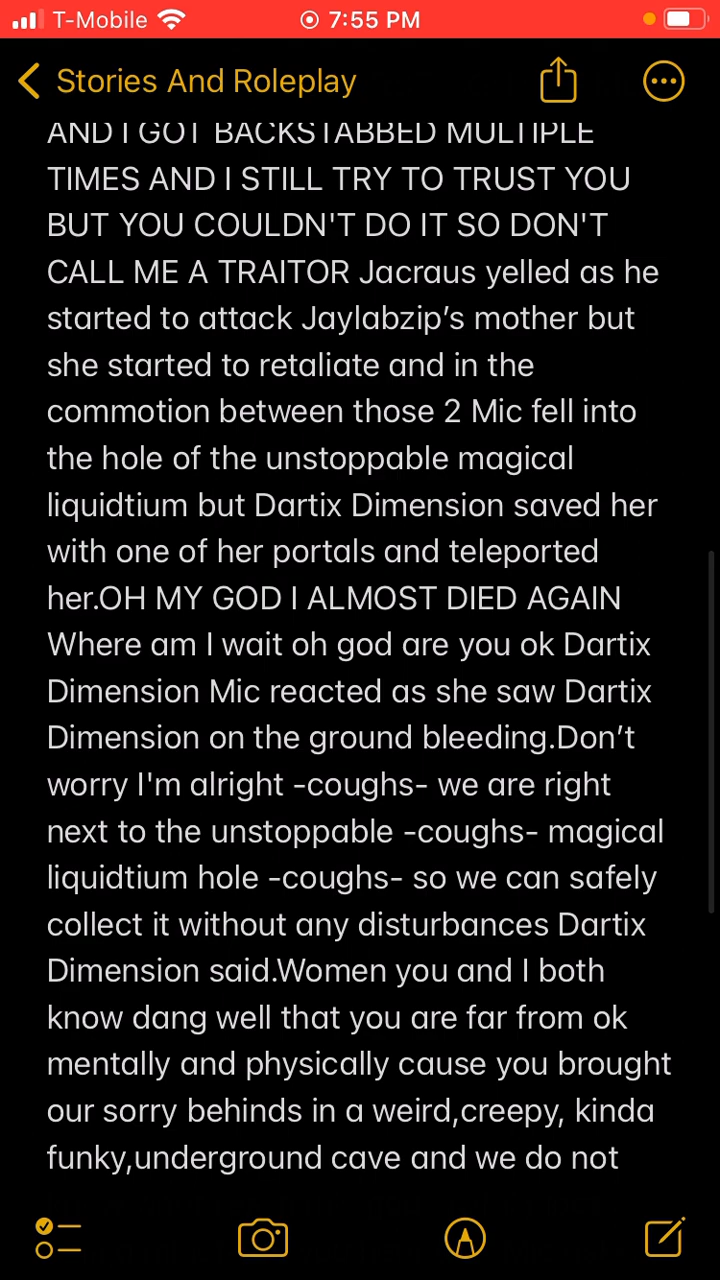 T-Mobile 7:55 PM
Stories And Roleplay
AND I GOT BACKSTABBED MULTIPLE
TIMES AND I STILL TRY TO TRUST YOU
BUT YOU COULDN'T DO IT SO DON'T
CALL ME A TRAITOR Jacraus yelled as he
started to attack Jaylabzip’s mother but
she started to retaliate and in the
commotion between those 2 Mic fell into
the hole of the unstoppable magical
liquidtium but Dartix Dimension saved her
with one of her portals and teleported
her.OH MY GOD I ALMOST DIED AGAIN
Where am I wait oh god are you ok Dartix
Dimension Mic reacted as she saw Dartix
Dimension on the ground bleeding.Don’t
worry I'm alright -coughs- we are right
next to the unstoppable -coughs- magical
liquidtium hole -coughs- so we can safely
collect it without any disturbances Dartix
Dimension said.Women you and I both
know dang well that you are far from ok
mentally and physically cause you brought
our sorry behinds in a weird,creepy, kinda
funky,underground cave and we do not